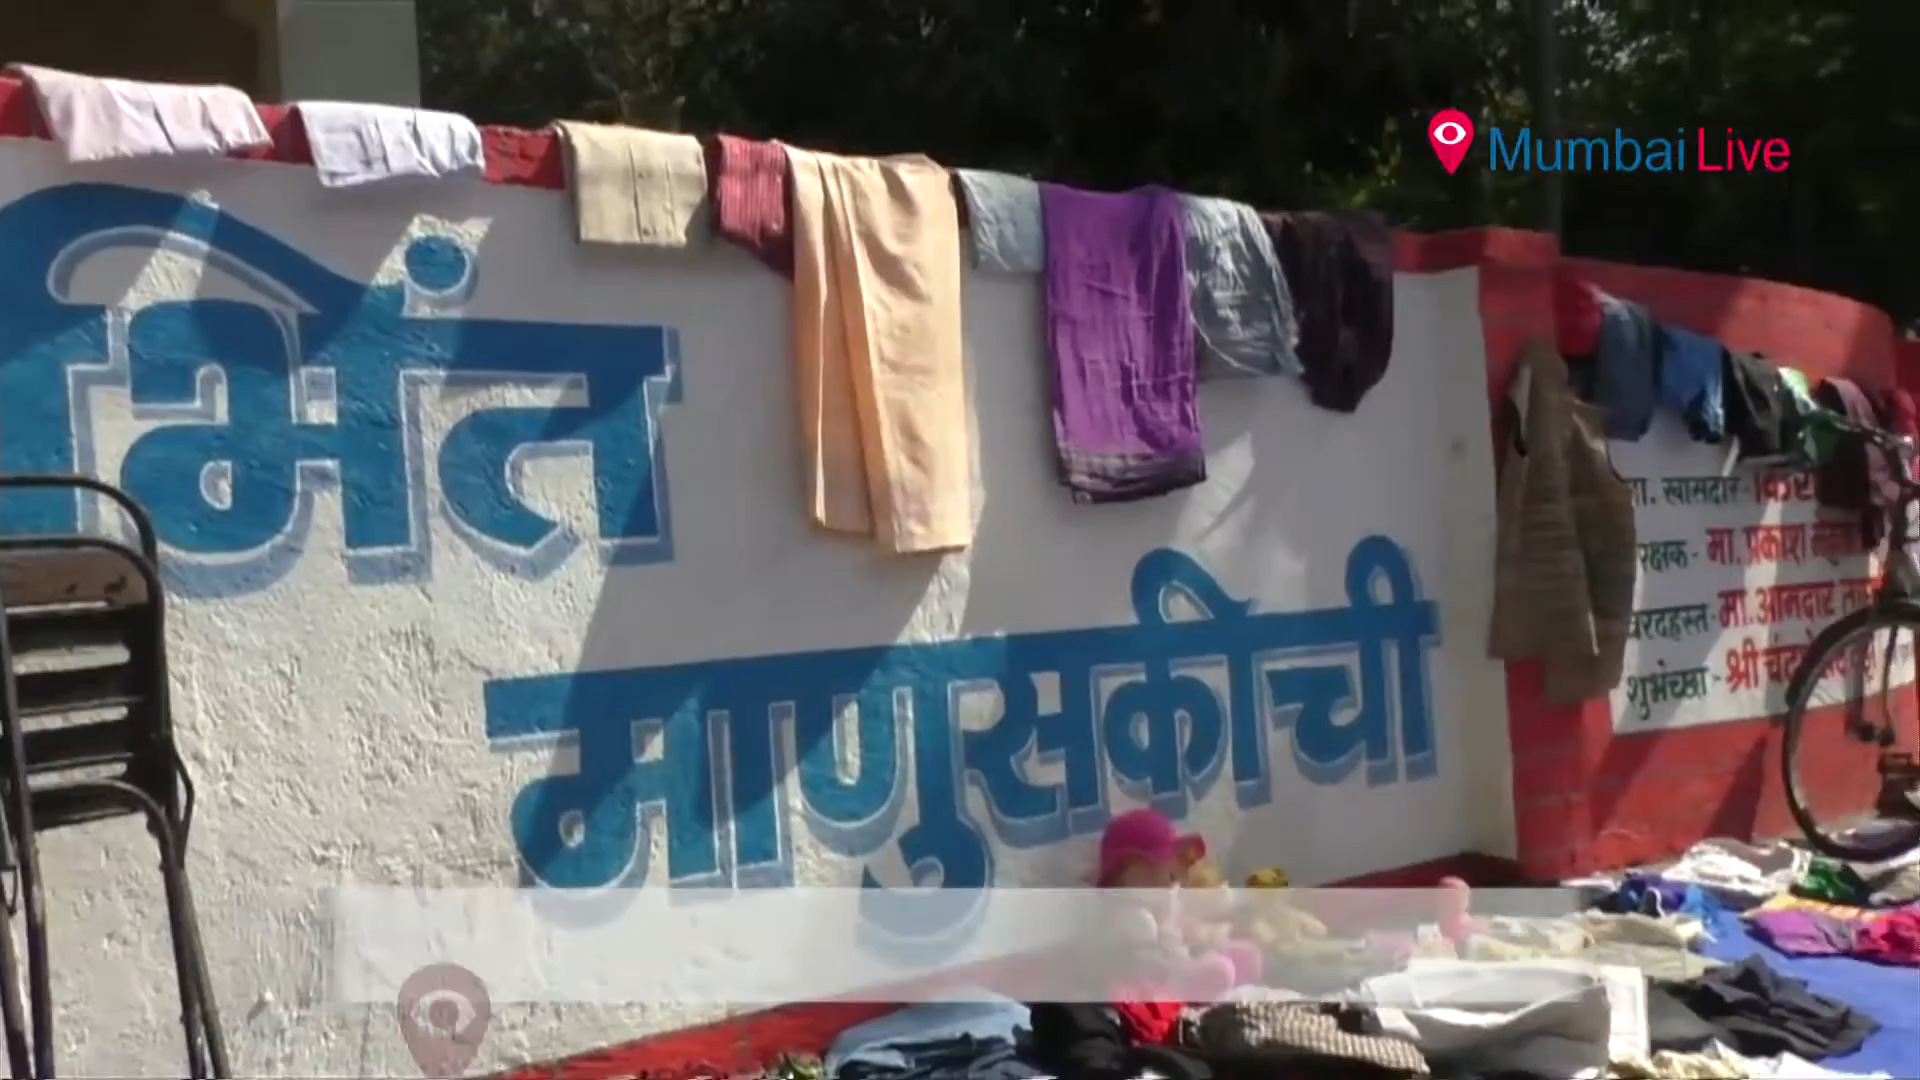 Mumbai Live
भिंत
माणुसकीची
खासदार -
रक्षक - मा. प्रकाश
वरदहस्त - मा. आमदार
शुभेच्छा - श्री